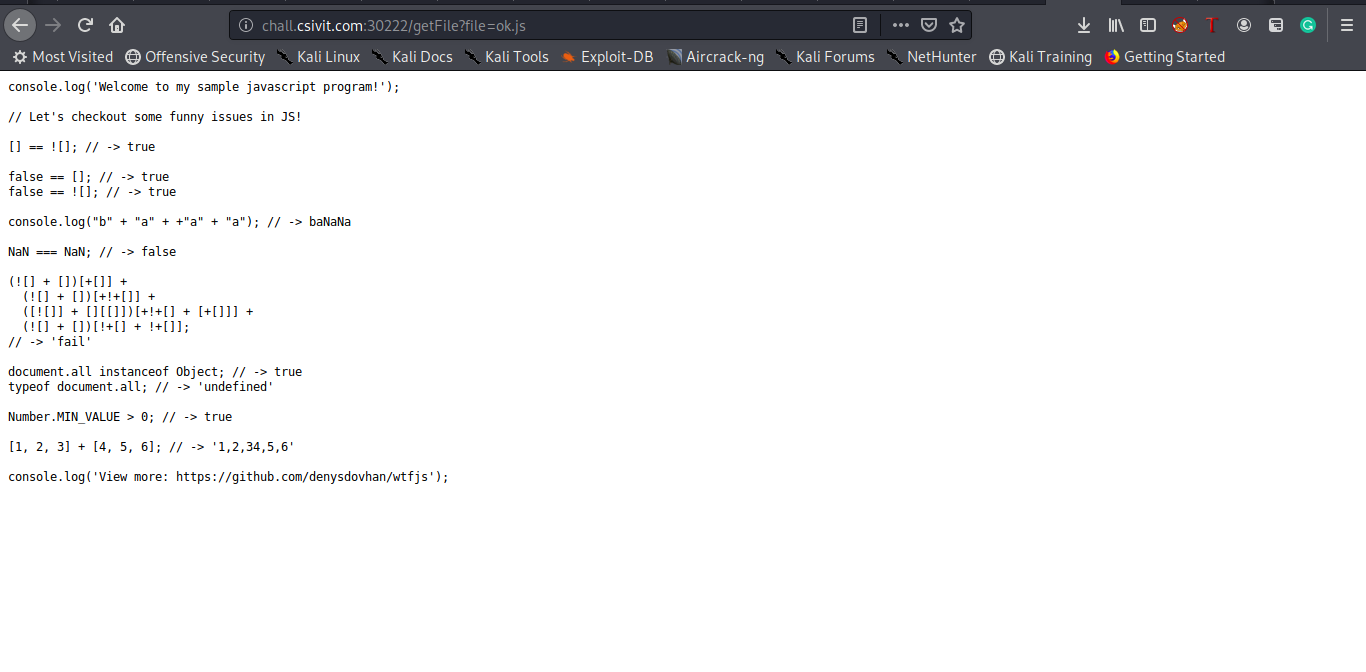 chall.csivit.com:30222/getFile?file=ok.js
Most Visited Offensive Security Kali Linux Kali Docs Kali Tools Exploit-DB Aircrack-ng Kali Forums NetHunter Kali Training Getting Started
console.log('Welcome to my sample javascript program!');
// Let's checkout some funny issues in JS!
[] == ![]; // -> true
false == []; // -> true
false == ![]; // -> true
console.log("b" + "a" + +"a" + "a"); // -> baNaNa
NaN === NaN; // -> false
(![] + [])[+[]] +
  (![] + [])[+!+[]] +
  ([![]] + [][[]])[+!+[] + [+[]]] +
  (![] + [])[!+[] + !+[]];
// -> 'fail'
document.all instanceof Object; // -> true
typeof document.all; // -> 'undefined'
Number.MIN_VALUE > 0; // -> true
[1, 2, 3] + [4, 5, 6]; // -> '1,2,34,5,6'
console.log('View more: https://github.com/denysdovhan/wtfjs');